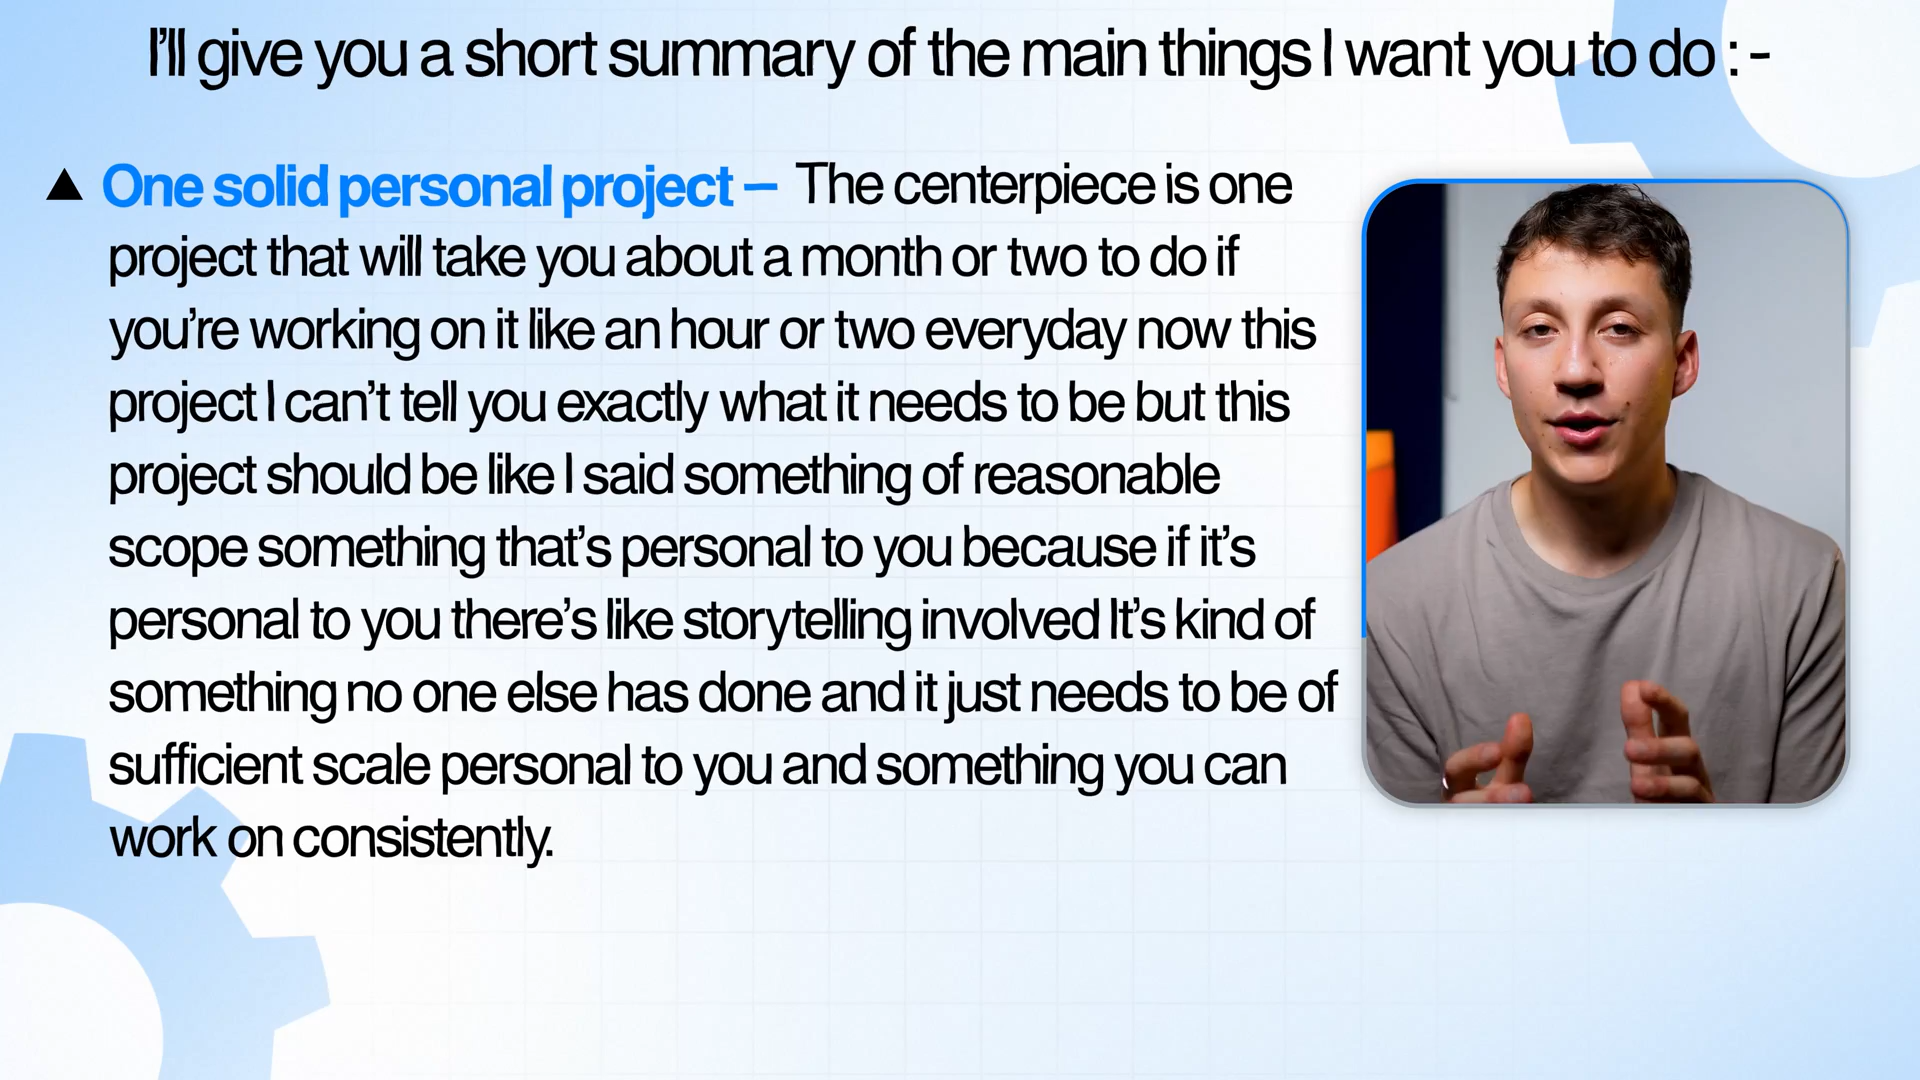 I'll give you a short summary of the main things I want you to do : -
▲ One solid personal project – The centerpiece is one
project that will take you about a month or two to do if
you're working on it like an hour or two everyday now this
project I can't tell you exactly what it needs to be but this
project should be like I said something of reasonable
scope something that's personal to you because if it's
personal to you there's like storytelling involved It's kind of
something no one else has done and it just needs to be of
sufficient scale personal to you and something you can
work on consistently.